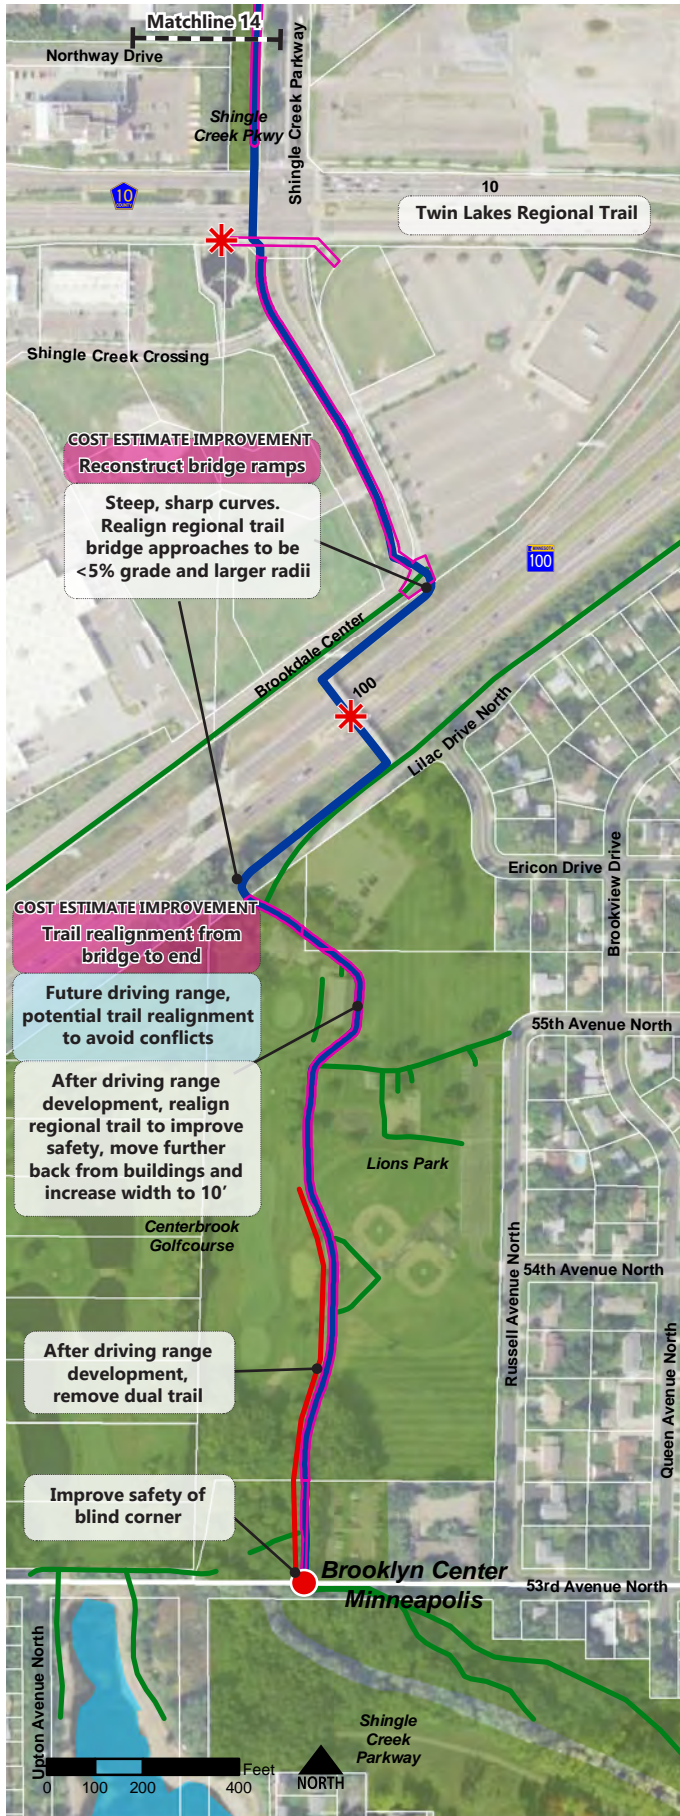 Matchline 14
Northway Drive
Shingle
Creek Pkwy
Shingle Creek Parkway
10
COUNTY
10
Twin Lakes Regional Trail
Shingle Creek Crossing
COST ESTIMATE IMPROVEMENT
Reconstruct bridge ramps
Steep, sharp curves.
Realign regional trail
bridge approaches to be
<5% grade and larger radii
MINNESOTA
100
Brookdale Center
100
Lilac Drive North
Ericon Drive
Brookview Drive
COST ESTIMATE IMPROVEMENT
Trail realignment from
bridge to end
Future driving range,
potential trail realignment
to avoid conflicts
55th Avenue North
After driving range
development, realign
regional trail to improve
safety, move further
back from buildings and
increase width to 10’
Lions Park
Centerbrook
Golfcourse
54th Avenue North
Russell Avenue North
Queen Avenue North
After driving range
development,
remove dual trail
Improve safety of
blind corner
Brooklyn Center
Minneapolis
53rd Avenue North
Upton Avenue North
Shingle
Creek
Parkway
Feet
0 100 200 400
NORTH